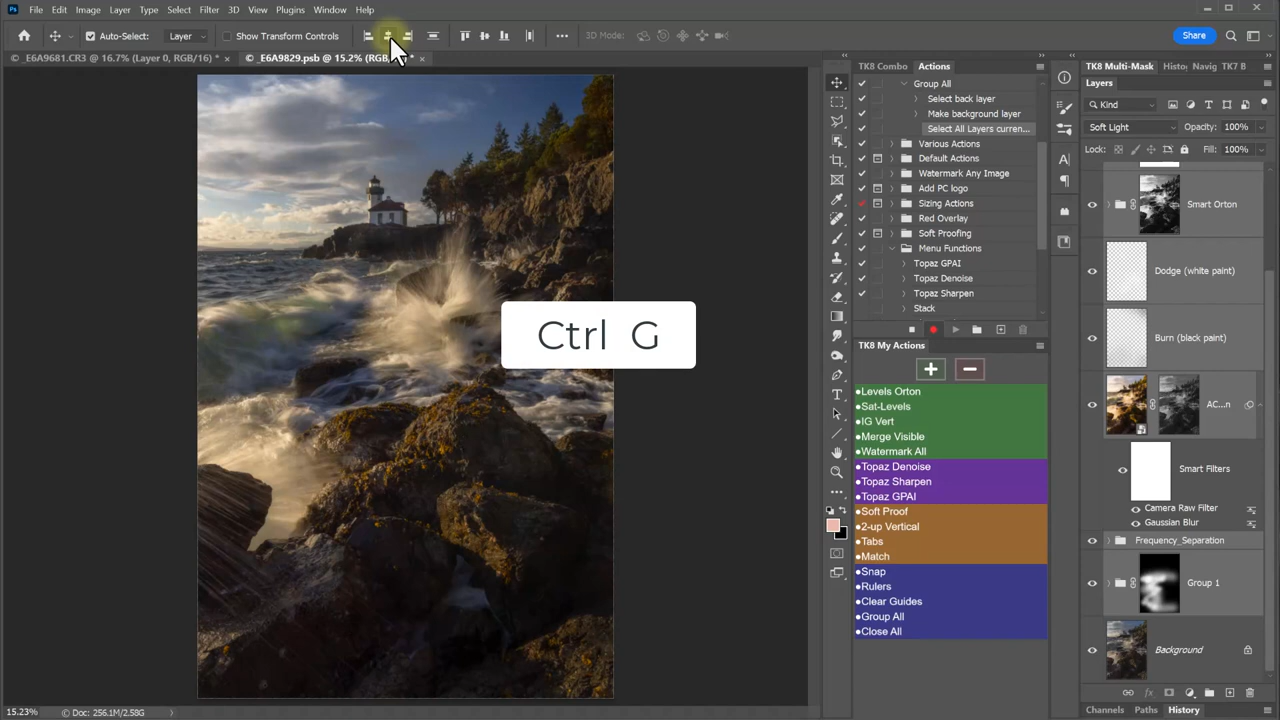 Ps File Edit Image Layer Type Select Filter 3D View Plugins Window Help
Auto-Select: Layer Show Transform Controls 3D Mode: Share
© _E6A9681.CR3 @ 16.7% (Layer 0, RGB/16) * × © _E6A9829.psb @ 15.2% (RGB/ * ×
TK8 Combo Actions
Group All
Select back layer
Make background layer
Select All Layers curren...
Various Actions
Default Actions
Watermark Any Image
Add PC logo
Sizing Actions
Red Overlay
Soft Proofing
Menu Functions
Topaz GPAI
Topaz Denoise
Topaz Sharpen
Stack
TK8 My Actions
Levels Orton
Sat-Levels
IG Vert
Merge Visible
Watermark All
Topaz Denoise
Topaz Sharpen
Topaz GPAI
Soft Proof
2-up Vertical
Tabs
Match
Snap
Rulers
Clear Guides
Group All
Close All
Ctrl G
TK8 Multi-Mask Histo Navig TK7 B
Layers
Kind
Soft Light Opacity: 100%
Lock: Fill: 100%
Smart Orton
Dodge (white paint)
Burn (black paint)
AC...n
Smart Filters
Camera Raw Filter
Gaussian Blur
Frequency_Separation
Group 1
Background
Channels Paths History
15.23% Doc: 256.1M/2.58G